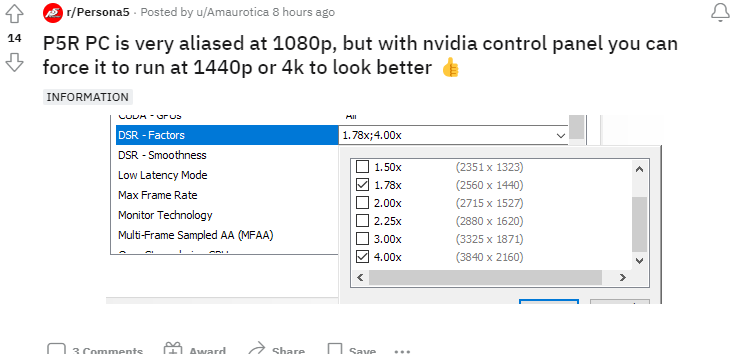 r/Persona5 · Posted by u/Amaurotica 8 hours ago
14
P5R PC is very aliased at 1080p, but with nvidia control panel you can
force it to run at 1440p or 4k to look better 👍
INFORMATION
CUDA - GPUs All
DSR - Factors 1.78x;4.00x
DSR - Smoothness
Low Latency Mode
Max Frame Rate
Monitor Technology
Multi-Frame Sampled AA (MFAA)
1.50x (2351 x 1323)
1.78x (2560 x 1440)
2.00x (2715 x 1527)
2.25x (2880 x 1620)
3.00x (3325 x 1871)
4.00x (3840 x 2160)
3 Comments Award Share Save ...